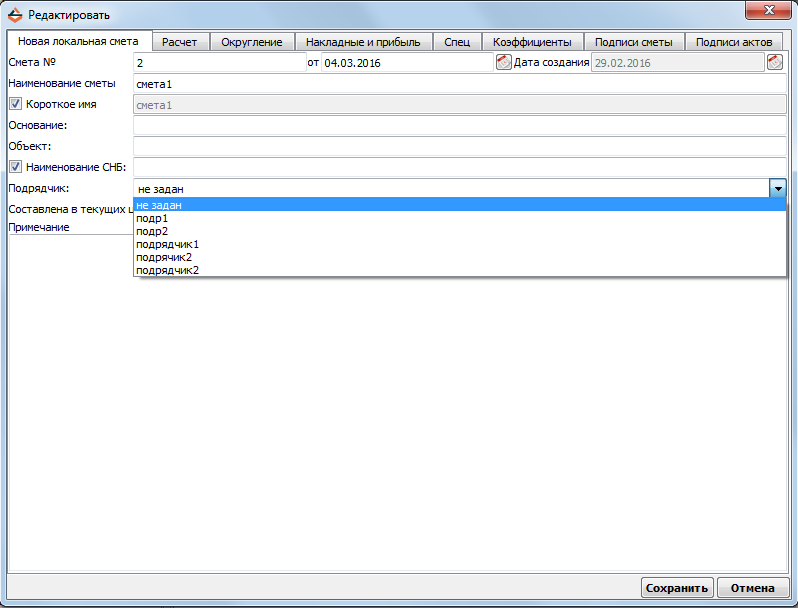 Редактировать
Новая локальная смета Расчет Округление Накладные и прибыль Спец Коэффициенты Подписи сметы Подписи актов
Смета № 2 от 04.03.2016 Дата создания 29.02.2016
Наименование сметы смета1
Короткое имя смета1
Основание:
Объект:
Наименование СНБ:
Подрядчик: не задан
не задан
Составлена в текущих
подр1
Примечание
подр2
подрядчик1
подрячик2
подрядчик2
Сохранить Отмена